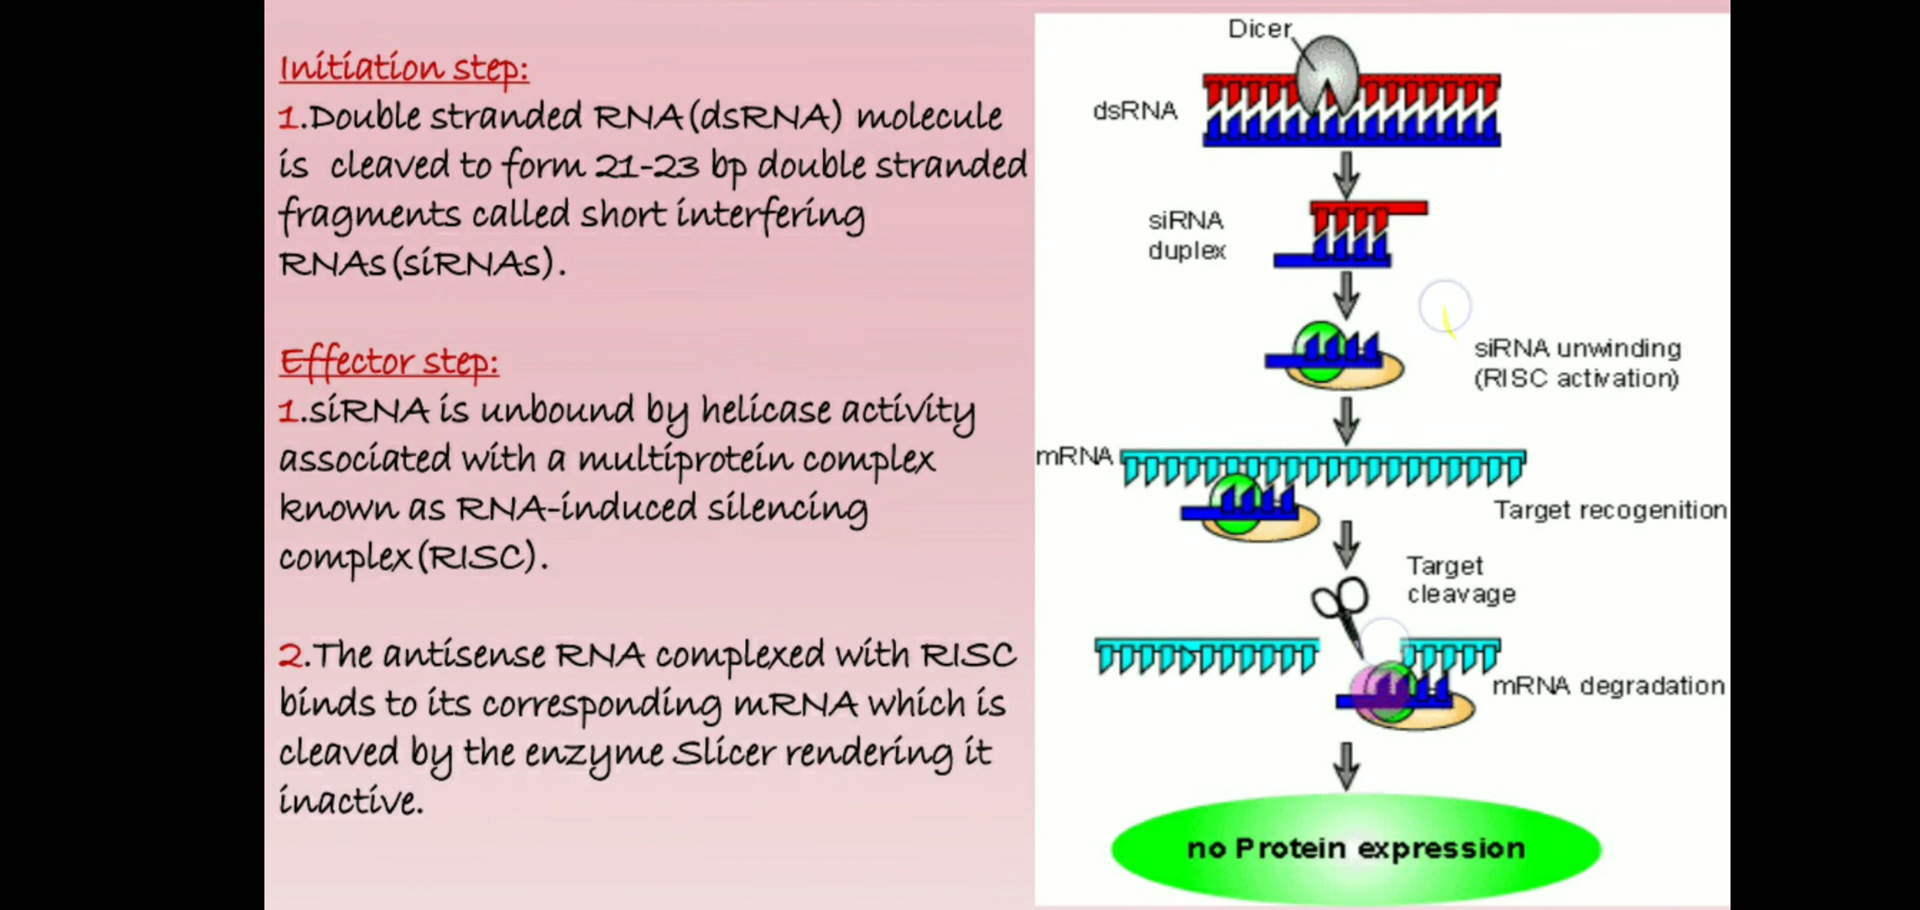 Initiation step:
1.Double stranded RNA(dsRNA) molecule
is cleaved to form 21-23 bp double stranded
fragments called short interfering
RNAs(siRNAs).
Effector step:
1.siRNA is unbound by helicase activity
associated with a multiprotein complex
known as RNA-induced silencing
complex(RISC).
2.The antisense RNA complexed with RISC
binds to its corresponding mRNA which is
cleaved by the enzyme Slicer rendering it
inactive.
Dicer
dsRNA
siRNA
duplex
siRNA unwinding
(RISC activation)
mRNA
Target recogenition
Target
cleavage
mRNA degradation
no Protein expression